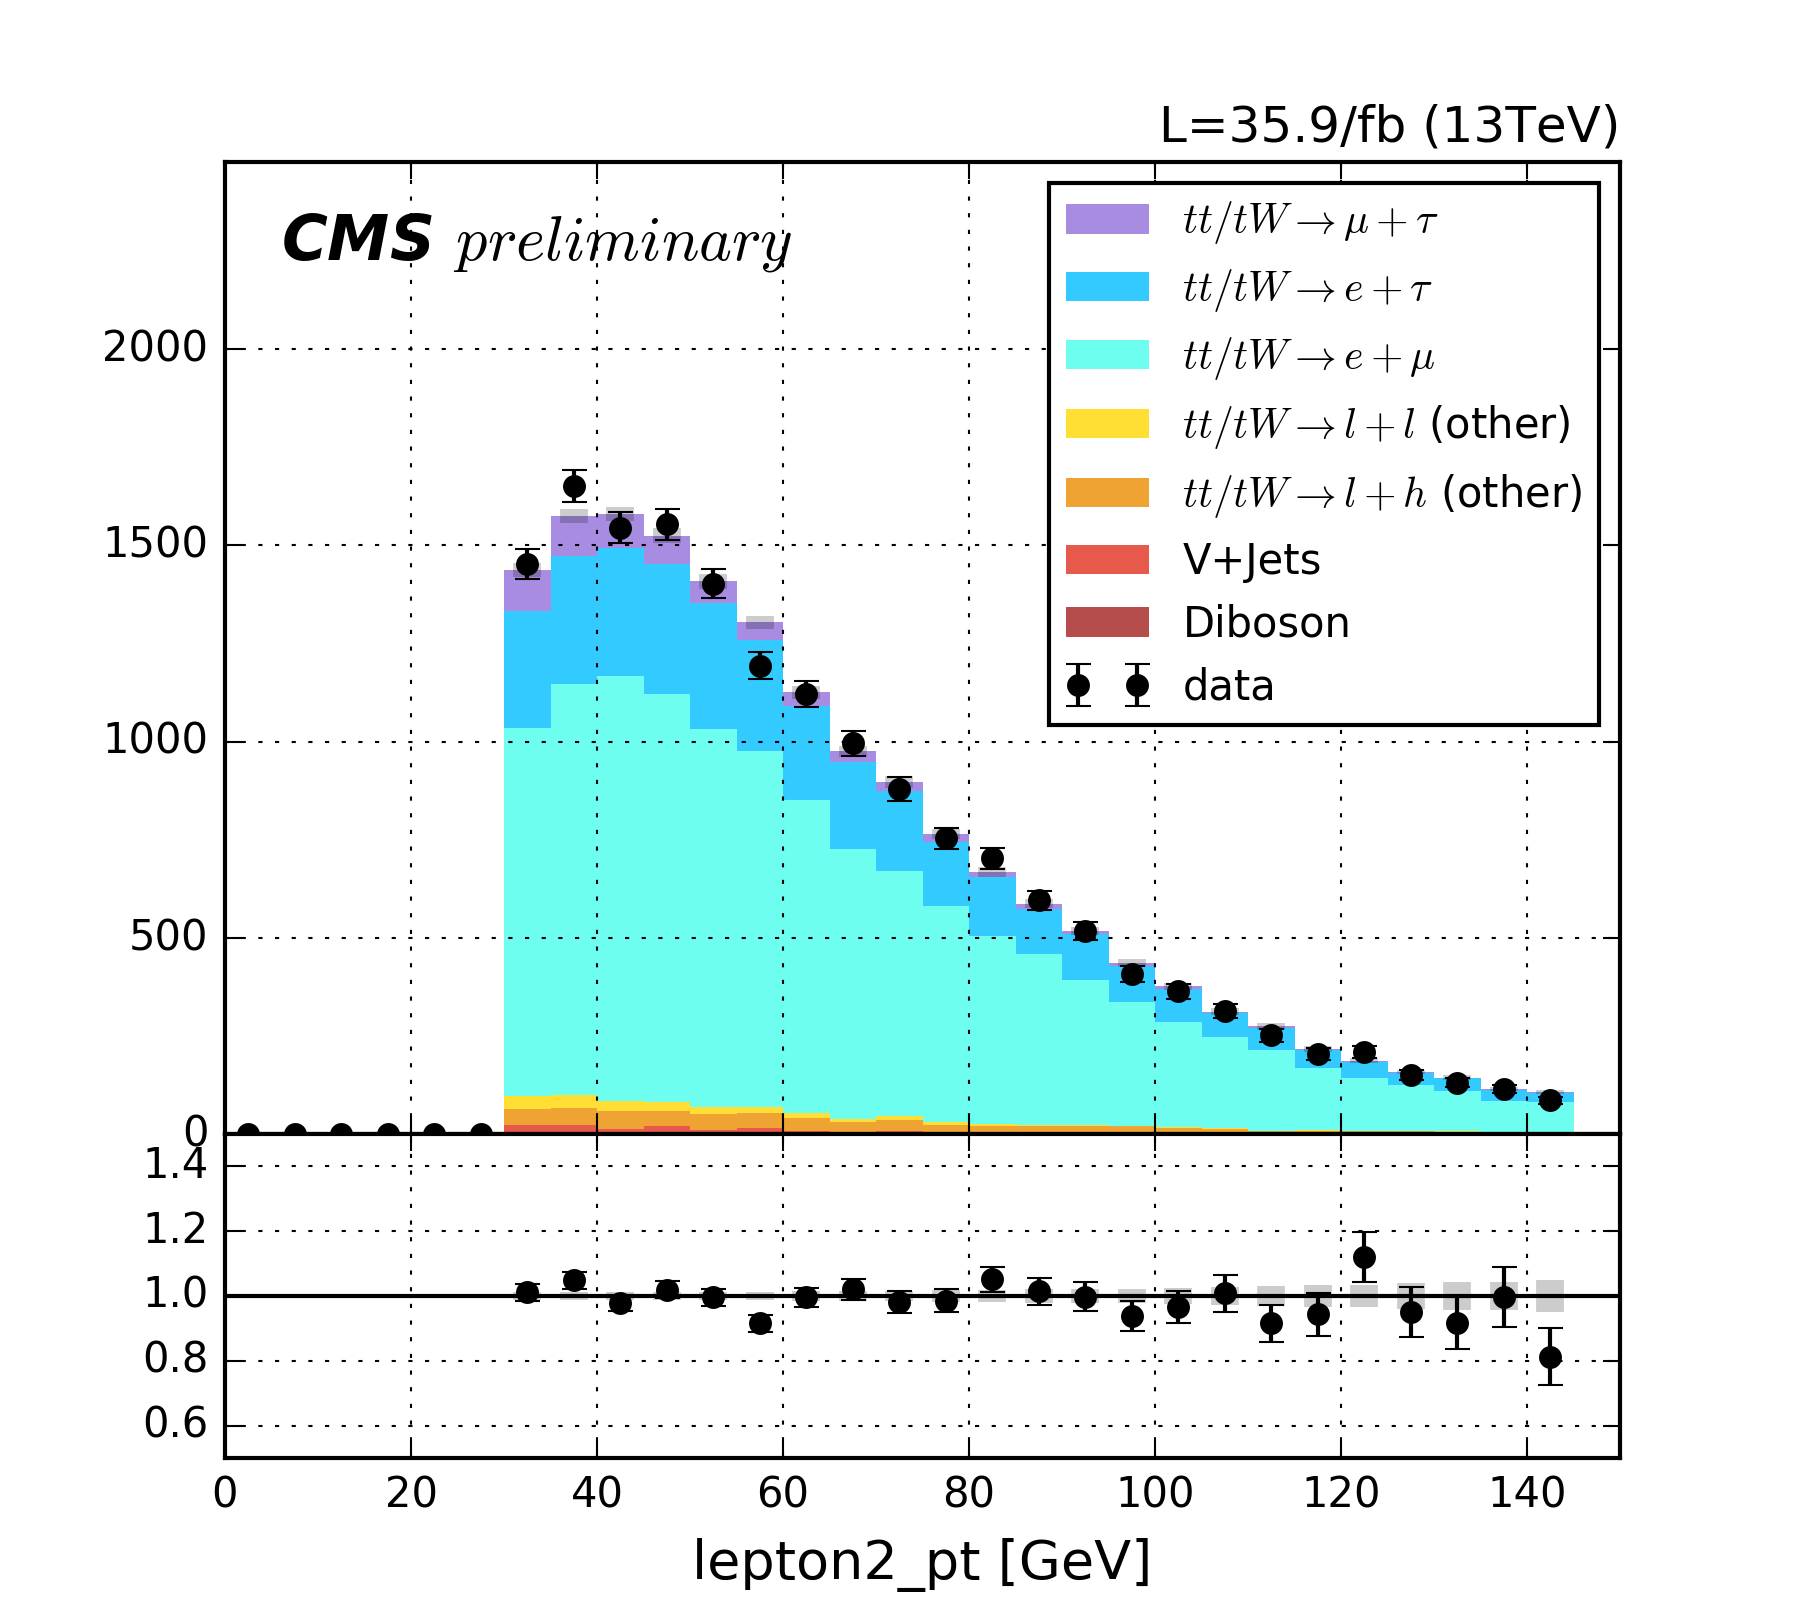 L=35.9/fb (13TeV)
CMS preliminary
tt/tW → μ + τ
tt/tW → e + τ
tt/tW → e + μ
tt/tW → l + l (other)
tt/tW → l + h (other)
V+Jets
Diboson
data
2000
1500
1000
500
0
1.4
1.2
1.0
0.8
0.6
0 20 40 60 80 100 120 140
lepton2_pt [GeV]